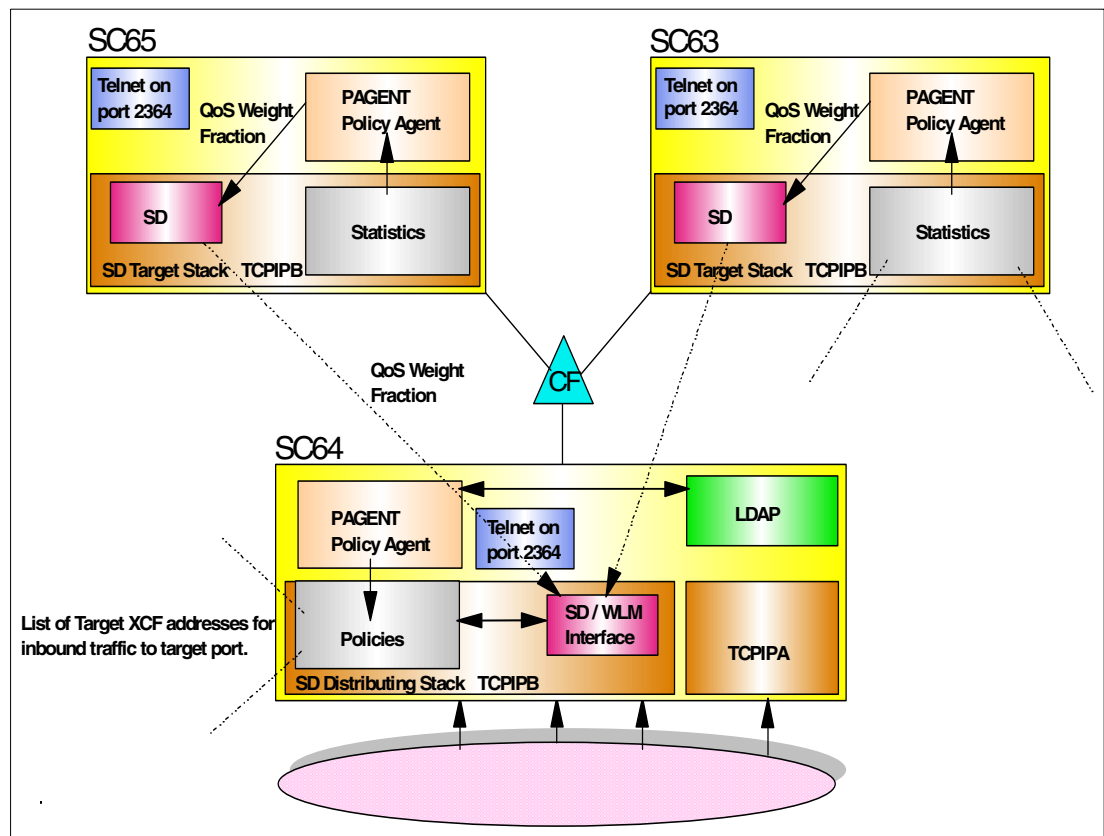 SC65
Telnet on
port 2364
QoS Weight
Fraction
PAGENT
Policy Agent
SD
Statistics
SD Target Stack TCPIPB
SC63
Telnet on
port 2364
QoS Weight
Fraction
PAGENT
Policy Agent
SD
Statistics
SD Target Stack TCPIPB
QoS Weight
Fraction
CF
SC64
PAGENT
Policy Agent
Telnet on
port 2364
LDAP
List of Target XCF addresses for
inbound traffic to target port.
Policies
SD / WLM
Interface
TCPIPA
SD Distributing Stack TCPIPB
.